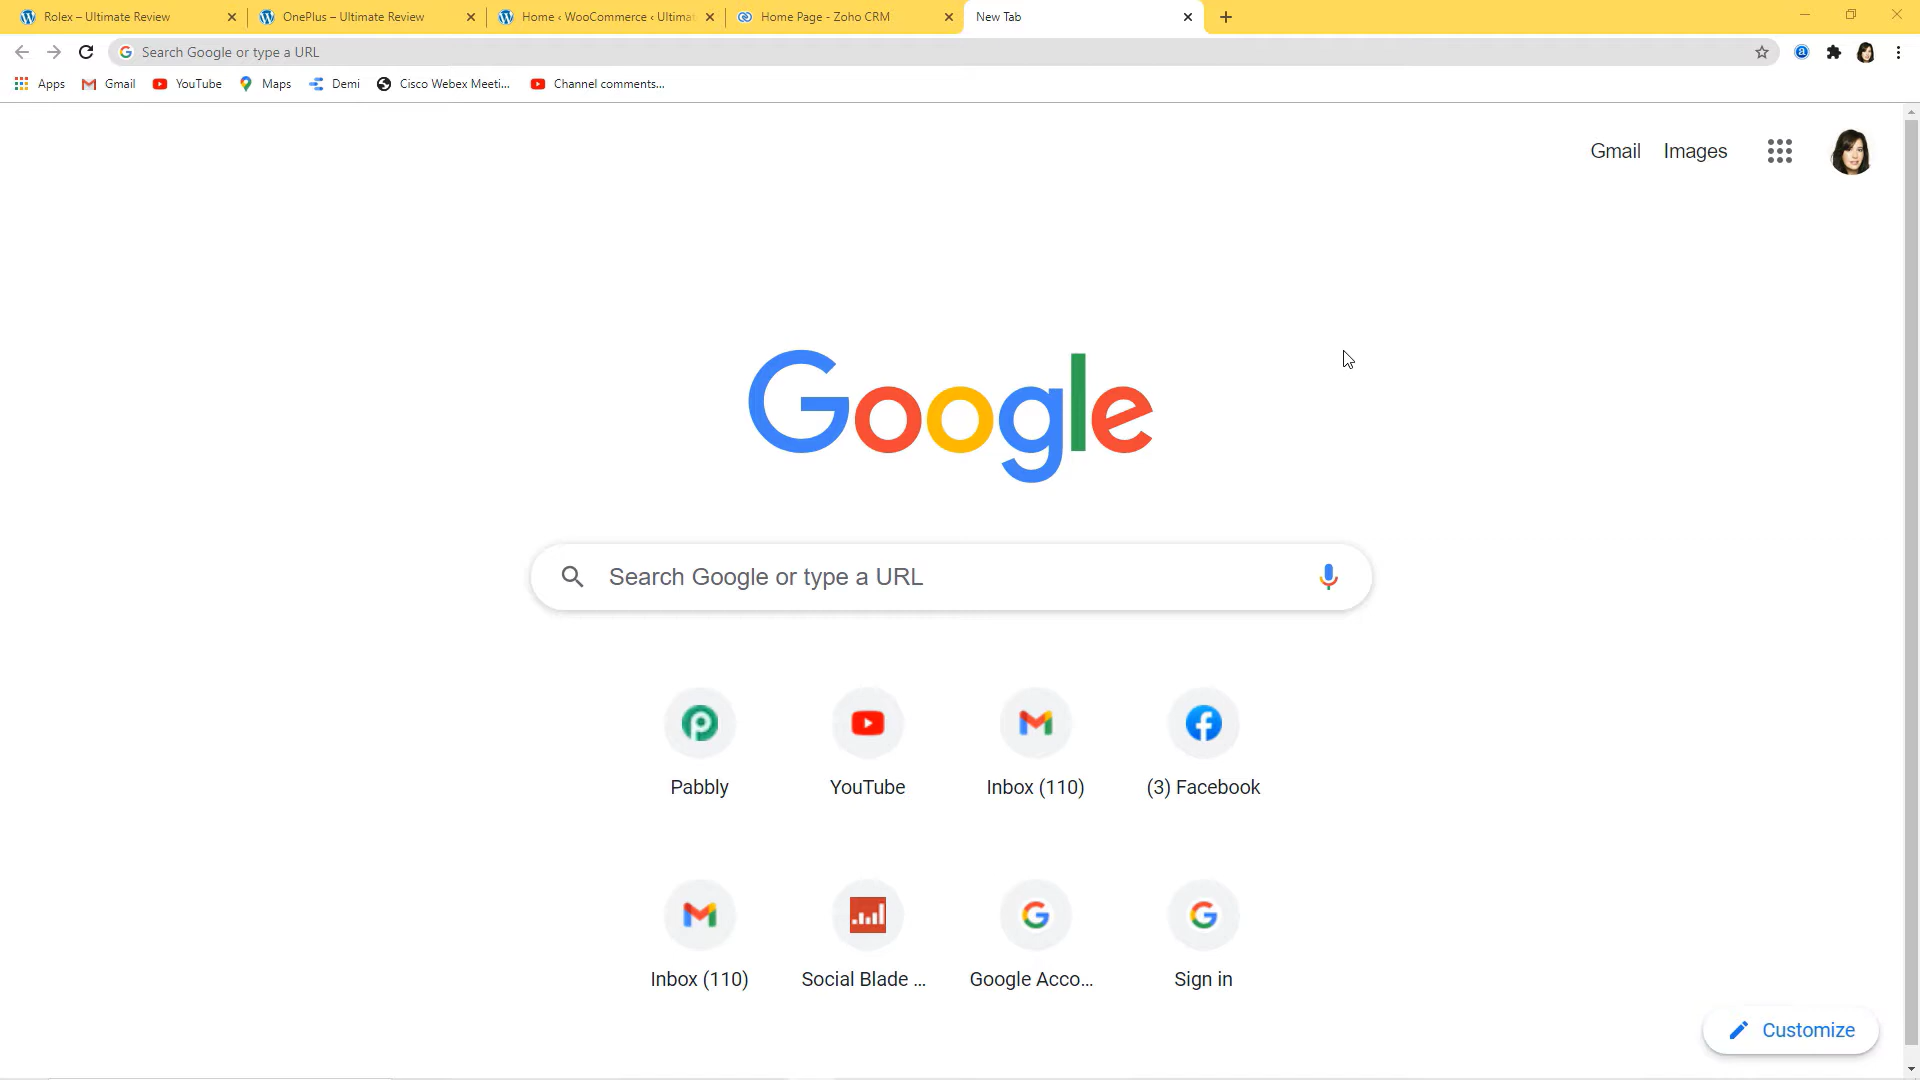 Rolex – Ultimate Review
OnePlus – Ultimate Review
Home ‹ WooCommerce ‹ Ultimat
Home Page - Zoho CRM
New Tab
Search Google or type a URL
Apps
Gmail
YouTube
Maps
Demi
Cisco Webex Meeti...
Channel comments...
Gmail
Images
Google
Search Google or type a URL
Pabbly
YouTube
Inbox (110)
(3) Facebook
Inbox (110)
Social Blade ...
Google Acco...
Sign in
Customize